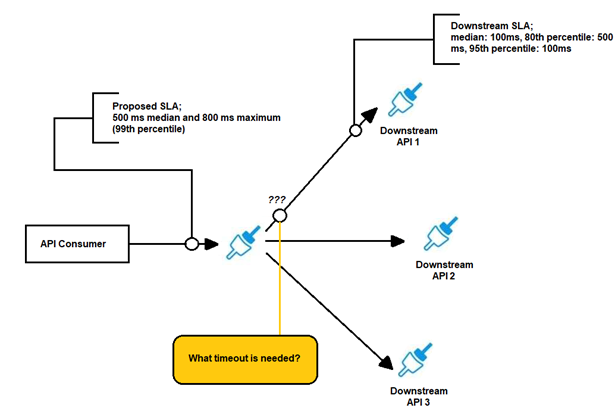 Downstream SLA;
median: 100ms, 80th percentile: 500
ms, 95th percentile: 100ms
Proposed SLA;
500 ms median and 800 ms maximum
(99th percentile)
Downstream
API 1
???
API Consumer
Downstream
API 2
What timeout is needed?
Downstream
API 3